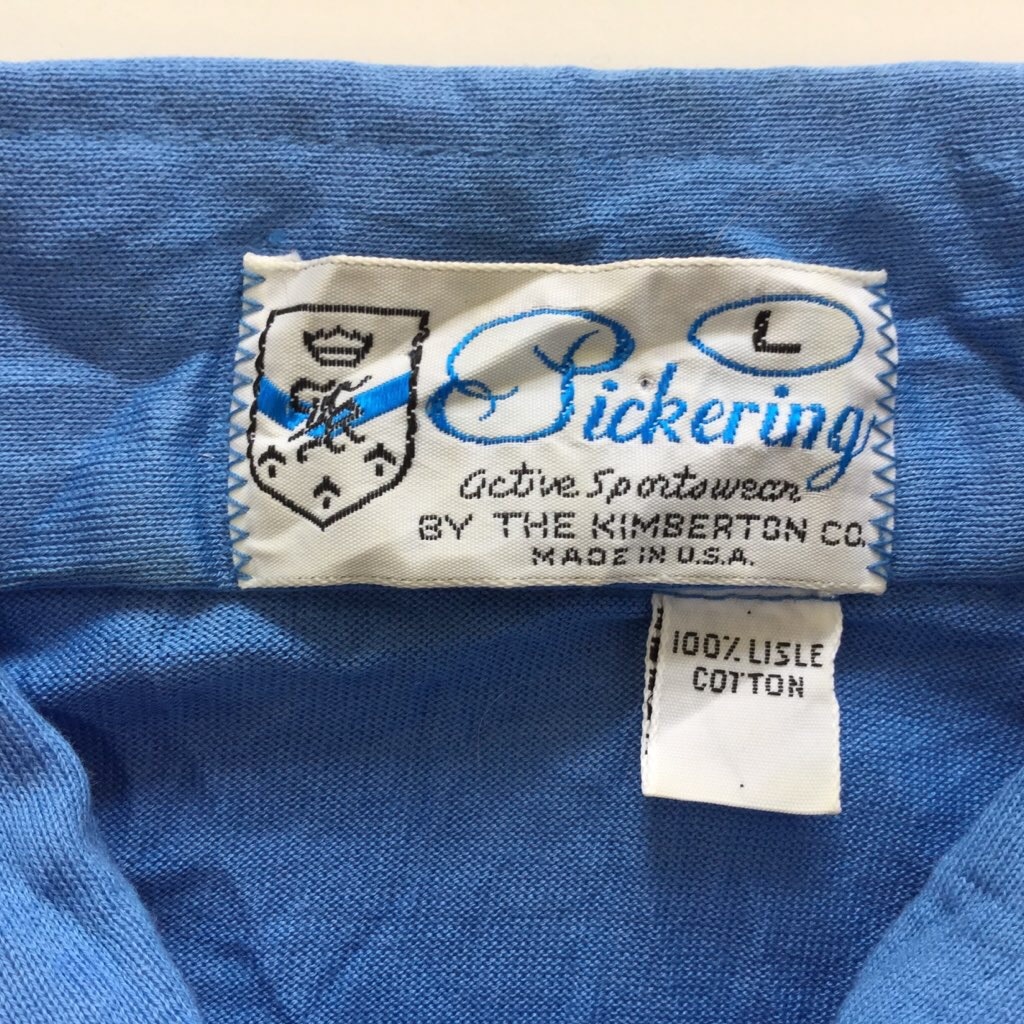 L
Pickering
Active Sportswear
BY THE KIMBERTON CO.
MADE IN U.S.A.
100% LISLE
COTTON